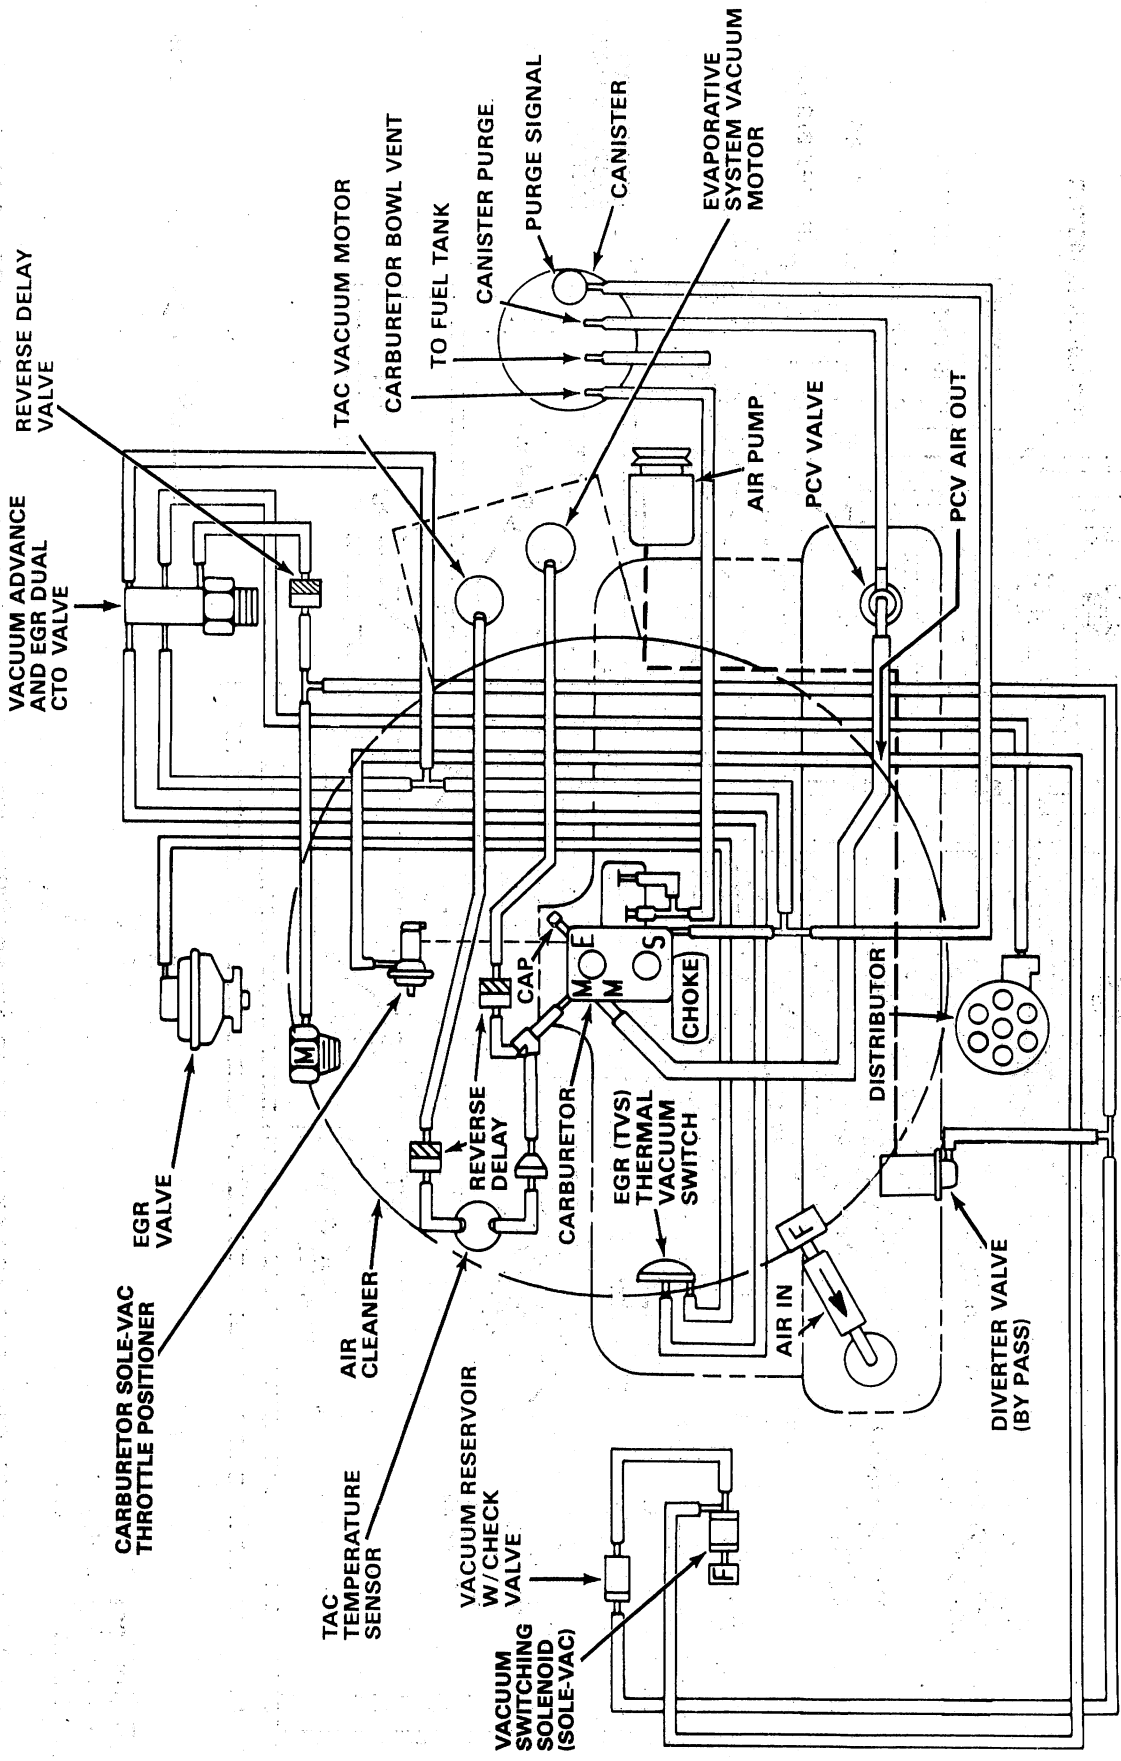 VACUUM ADVANCE
AND EGR DUAL
CTO VALVE
REVERSE DELAY
VALVE
CARBURETOR SOLE-VAC
THROTTLE POSITIONER
EGR
VALVE
TAC
TEMPERATURE
SENSOR
AIR
CLEANER
M
TAC VACUUM MOTOR
CARBURETOR BOWL VENT
TO FUEL TANK
CANISTER PURGE
PURGE SIGNAL
CANISTER
VACUUM RESERVOIR
W/CHECK
VALVE
REVERSE
DELAY
VACUUM
SWITCHING
SOLENOID
(SOLE-VAC)
CAP
CARBURETOR
M
E
M
S
CHOKE
EGR (TVS)
THERMAL
VACUUM
SWITCH
EVAPORATIVE
SYSTEM VACUUM
MOTOR
F
AIR PUMP
AIR IN
F
PCV VALVE
DISTRIBUTOR
PCV AIR OUT
DIVERTER VALVE
(BY PASS)